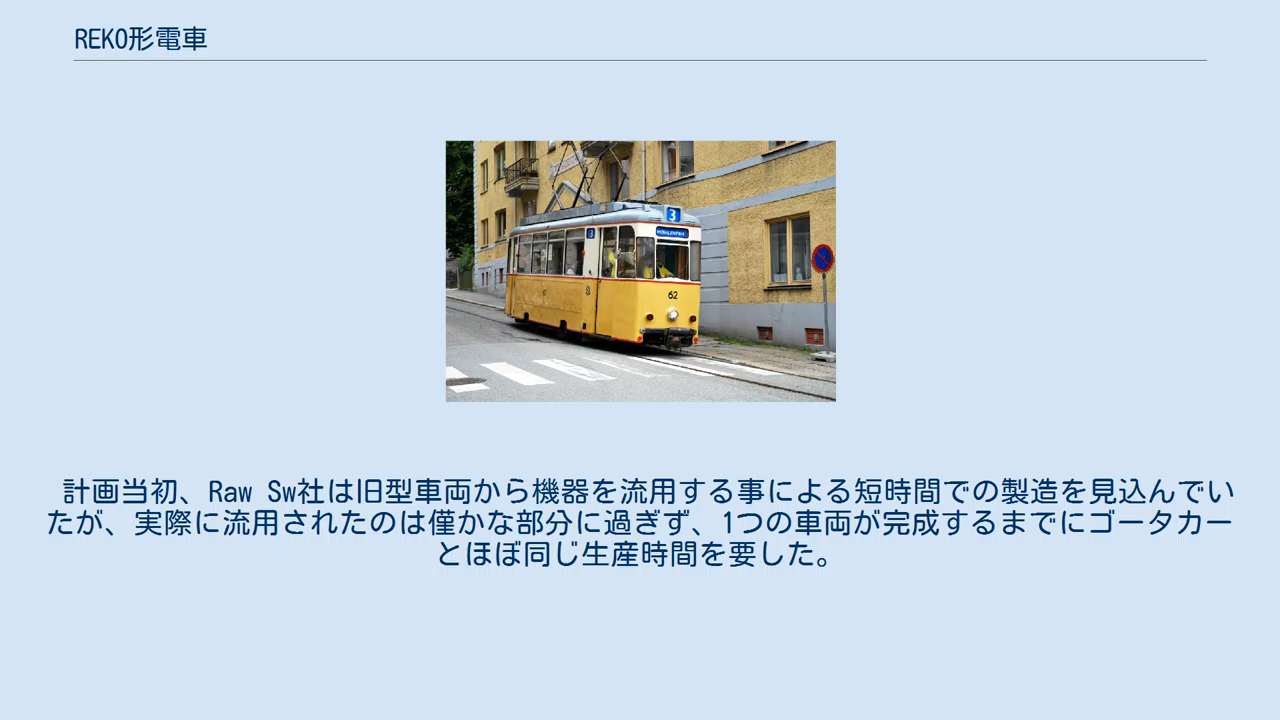 REKO形電車
3
MØHLENPRIS
3
62
計画当初、Raw Sw社は旧型車両から機器を流用する事による短時間での製造を見込んでい
たが、実際に流用されたのは僅かな部分に過ぎず、1つの車両が完成するまでにゴータカー
とほぼ同じ生産時間を要した。